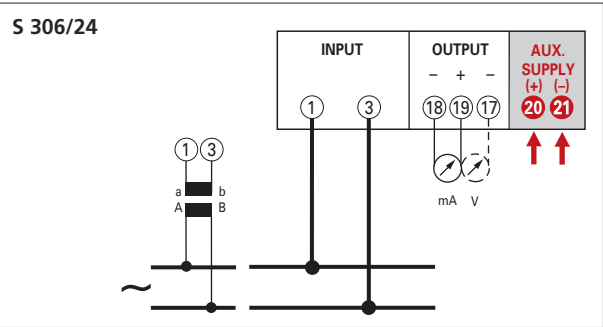 S 306/24
INPUT
OUTPUT
AUX.
SUPPLY
– + –
(+) (–)
1 3
18 19 17
20 21
1 3
a b
A B
mA V
~